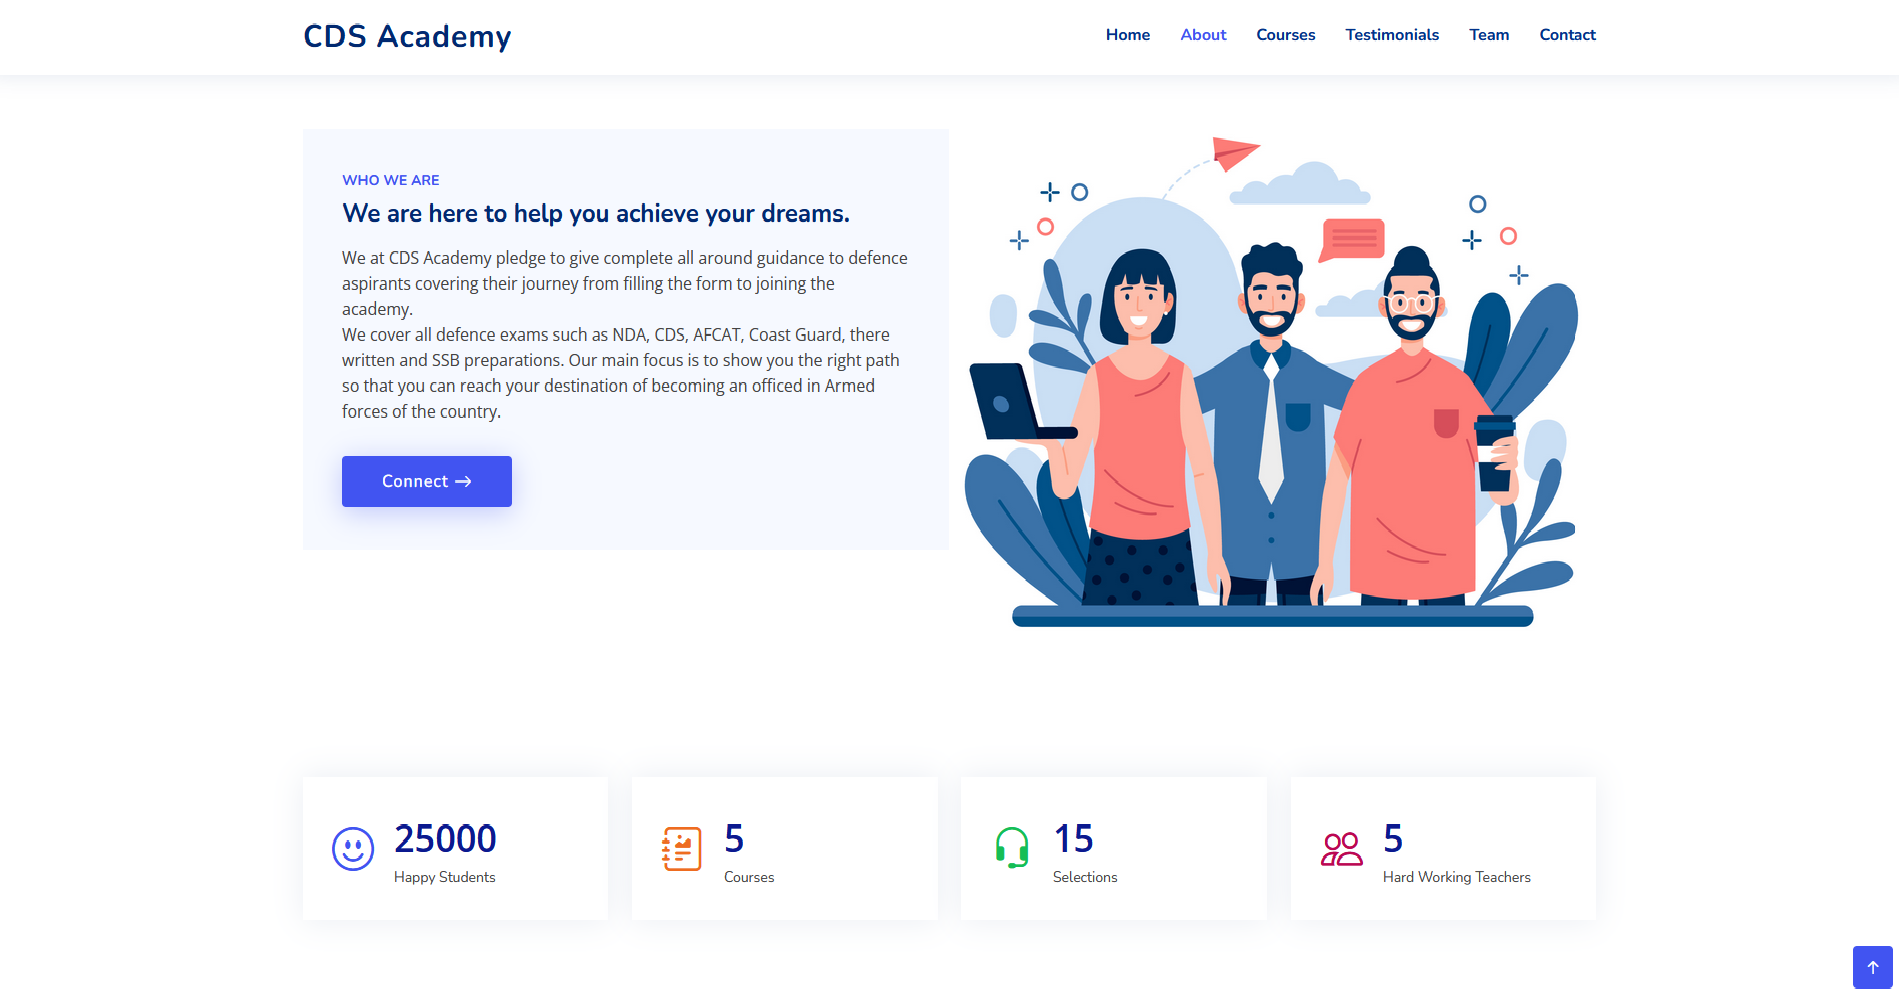 CDS Academy
Home About Courses Testimonials Team Contact
WHO WE ARE
We are here to help you achieve your dreams.
We at CDS Academy pledge to give complete all around guidance to defence
aspirants covering their journey from filling the form to joining the
academy.
We cover all defence exams such as NDA, CDS, AFCAT, Coast Guard, there
written and SSB preparations. Our main focus is to show you the right path
so that you can reach your destination of becoming an officed in Armed
forces of the country.
Connect →
25000
Happy Students
5
Courses
15
Selections
5
Hard Working Teachers